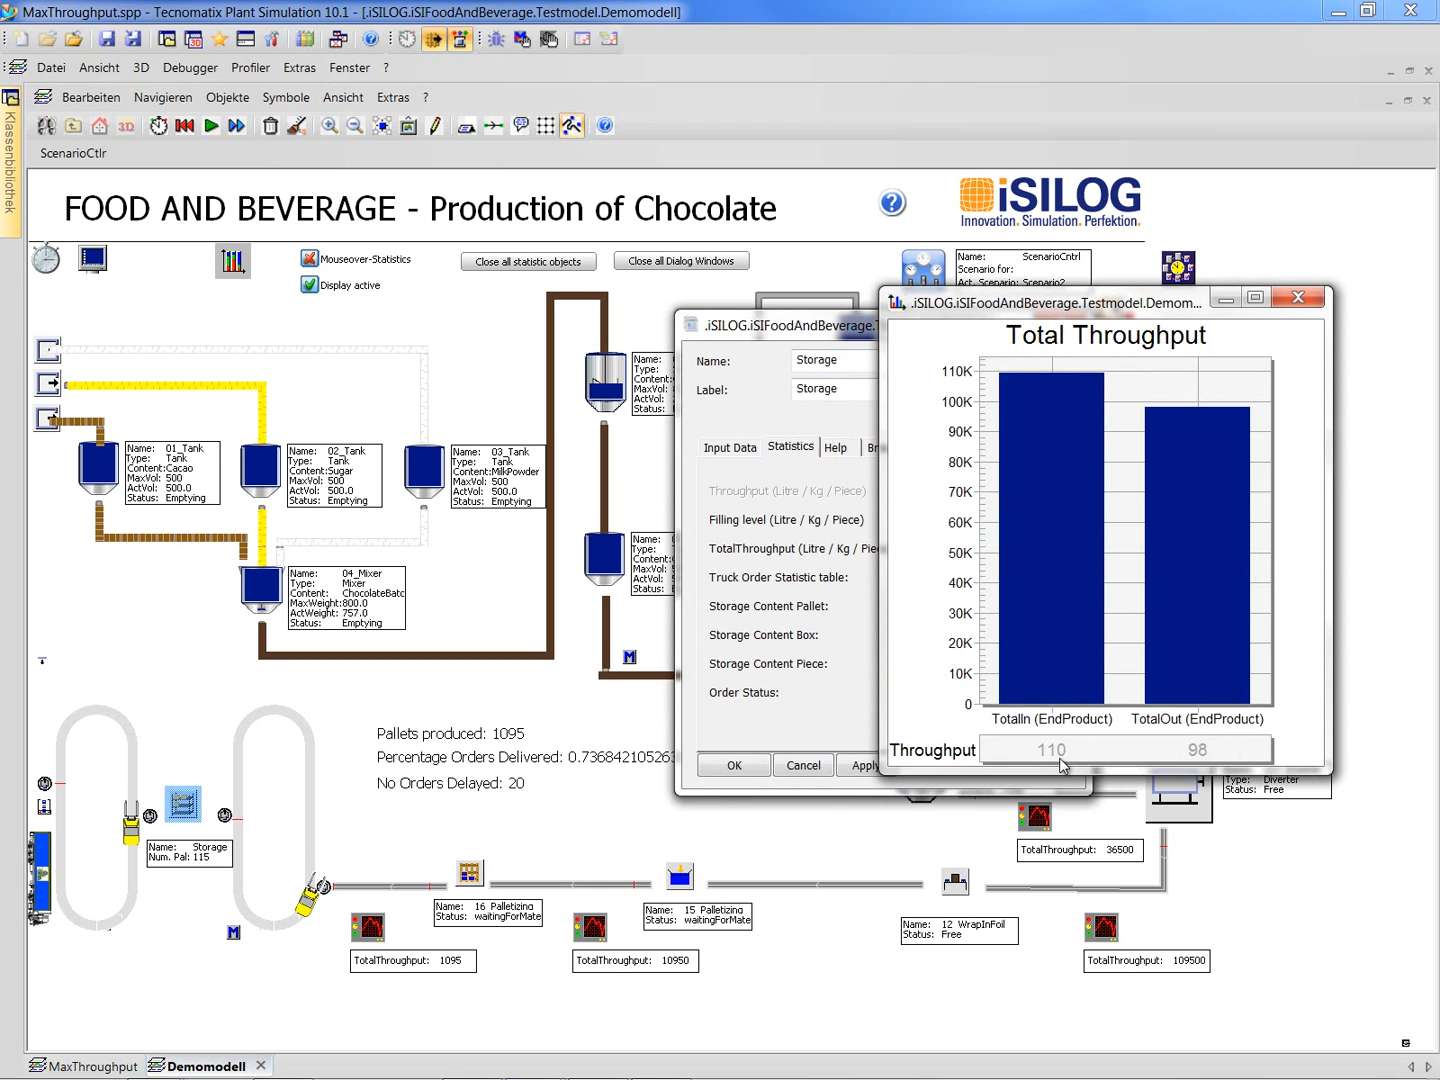 MaxThroughput.spp - Tecnomatix Plant Simulation 10.1 - [.iSILOG.iSIFoodAndBeverage.Testmodel.Demomodell]
Datei Ansicht 3D Debugger Profiler Extras Fenster ?
Bearbeiten Navigieren Objekte Symbole Ansicht Extras ?
3D
ScenarioCtlr
Klassenbibliothek
FOOD AND BEVERAGE - Production of Chocolate
iSILOG
Innovation. Simulation. Perfektion.
Mouseover-Statistics
Display active
Close all statistic objects
Close all Dialog Windows
Name: ScenarioCntrl
Scenario for:
Act. Scenario: Scenario2
Name: 01_Tank
Type: Tank
Content:Cacao
MaxVol: 500
ActVol: 500.0
Status: Emptying
Name: 02_Tank
Type: Tank
Content:Sugar
MaxVol: 500
ActVol: 500.0
Status: Emptying
Name: 03_Tank
Type: Tank
Content:MilkPowder
MaxVol: 500
ActVol: 500.0
Status: Emptying
Name: 04_Mixer
Type: Mixer
Content: ChocolateBatc
MaxWeight:800.0
ActWeight:757.0
Status: Emptying
M
Pallets produced: 1095
Percentage Orders Delivered: 0.736842105263
No Orders Delayed: 20
.iSILOG.iSIFoodAndBeverage.T
Name: Storage
Label: Storage
Input Data Statistics Help Br
Throughput (Litre / Kg / Piece)
Filling level (Litre / Kg / Piece)
TotalThroughput (Litre / Kg / Pie
Truck Order Statistic table:
Storage Content Pallet:
Storage Content Box:
Storage Content Piece:
Order Status:
OK Cancel Apply
.iSILOG.iSIFoodAndBeverage.Testmodel.Demom...
Total Throughput
110K
100K
90K
80K
70K
60K
50K
40K
30K
20K
10K
0
TotalIn (EndProduct) TotalOut (EndProduct)
Throughput 110 98
Type: Diverter
Status: Free
TotalThroughput: 36500
Name: Storage
Num. Pal: 115
M
Name: 16 Palletizing
Status: waitingForMate
Name: 15 Palletizing
Status: waitingForMate
Name: 12 WrapInFoil
Status: Free
TotalThroughput: 1095
TotalThroughput: 10950
TotalThroughput: 109500
MaxThroughput Demomodell